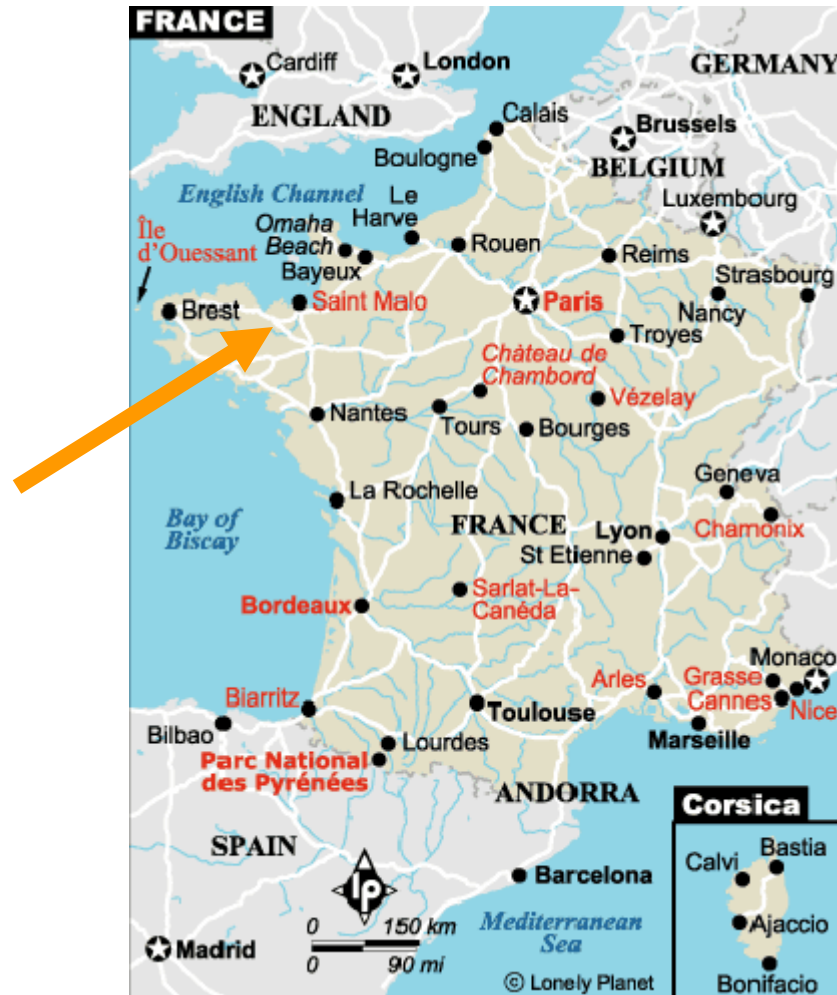 FRANCE
Cardiff
London
GERMANY
ENGLAND
Calais
Brussels
Boulogne
BELGIUM
English Channel
Le
Harve
Luxembourg
Île
d'Ouessant
Omaha
Beach
Rouen
Reims
Bayeux
Strasbourg
Brest
Saint Malo
Paris
Nancy
Troyes
Château de
Chambord
Vézelay
Nantes
Tours
Bourges
Geneva
La Rochelle
Bay of
Biscay
FRANCE
Lyon
Chamonix
St Etienne
Sarlat-La-
Canéda
Bordeaux
Monaco
Arles
Grasse
Cannes
Nice
Biarritz
Toulouse
Bilbao
Lourdes
Marseille
Parc National
des Pyrénées
ANDORRA
Corsica
SPAIN
Bastia
Calvi
Barcelona
lp
0 150 km
Mediterranean
Sea
Ajaccio
Madrid
0 90 mi
© Lonely Planet
Bonifacio